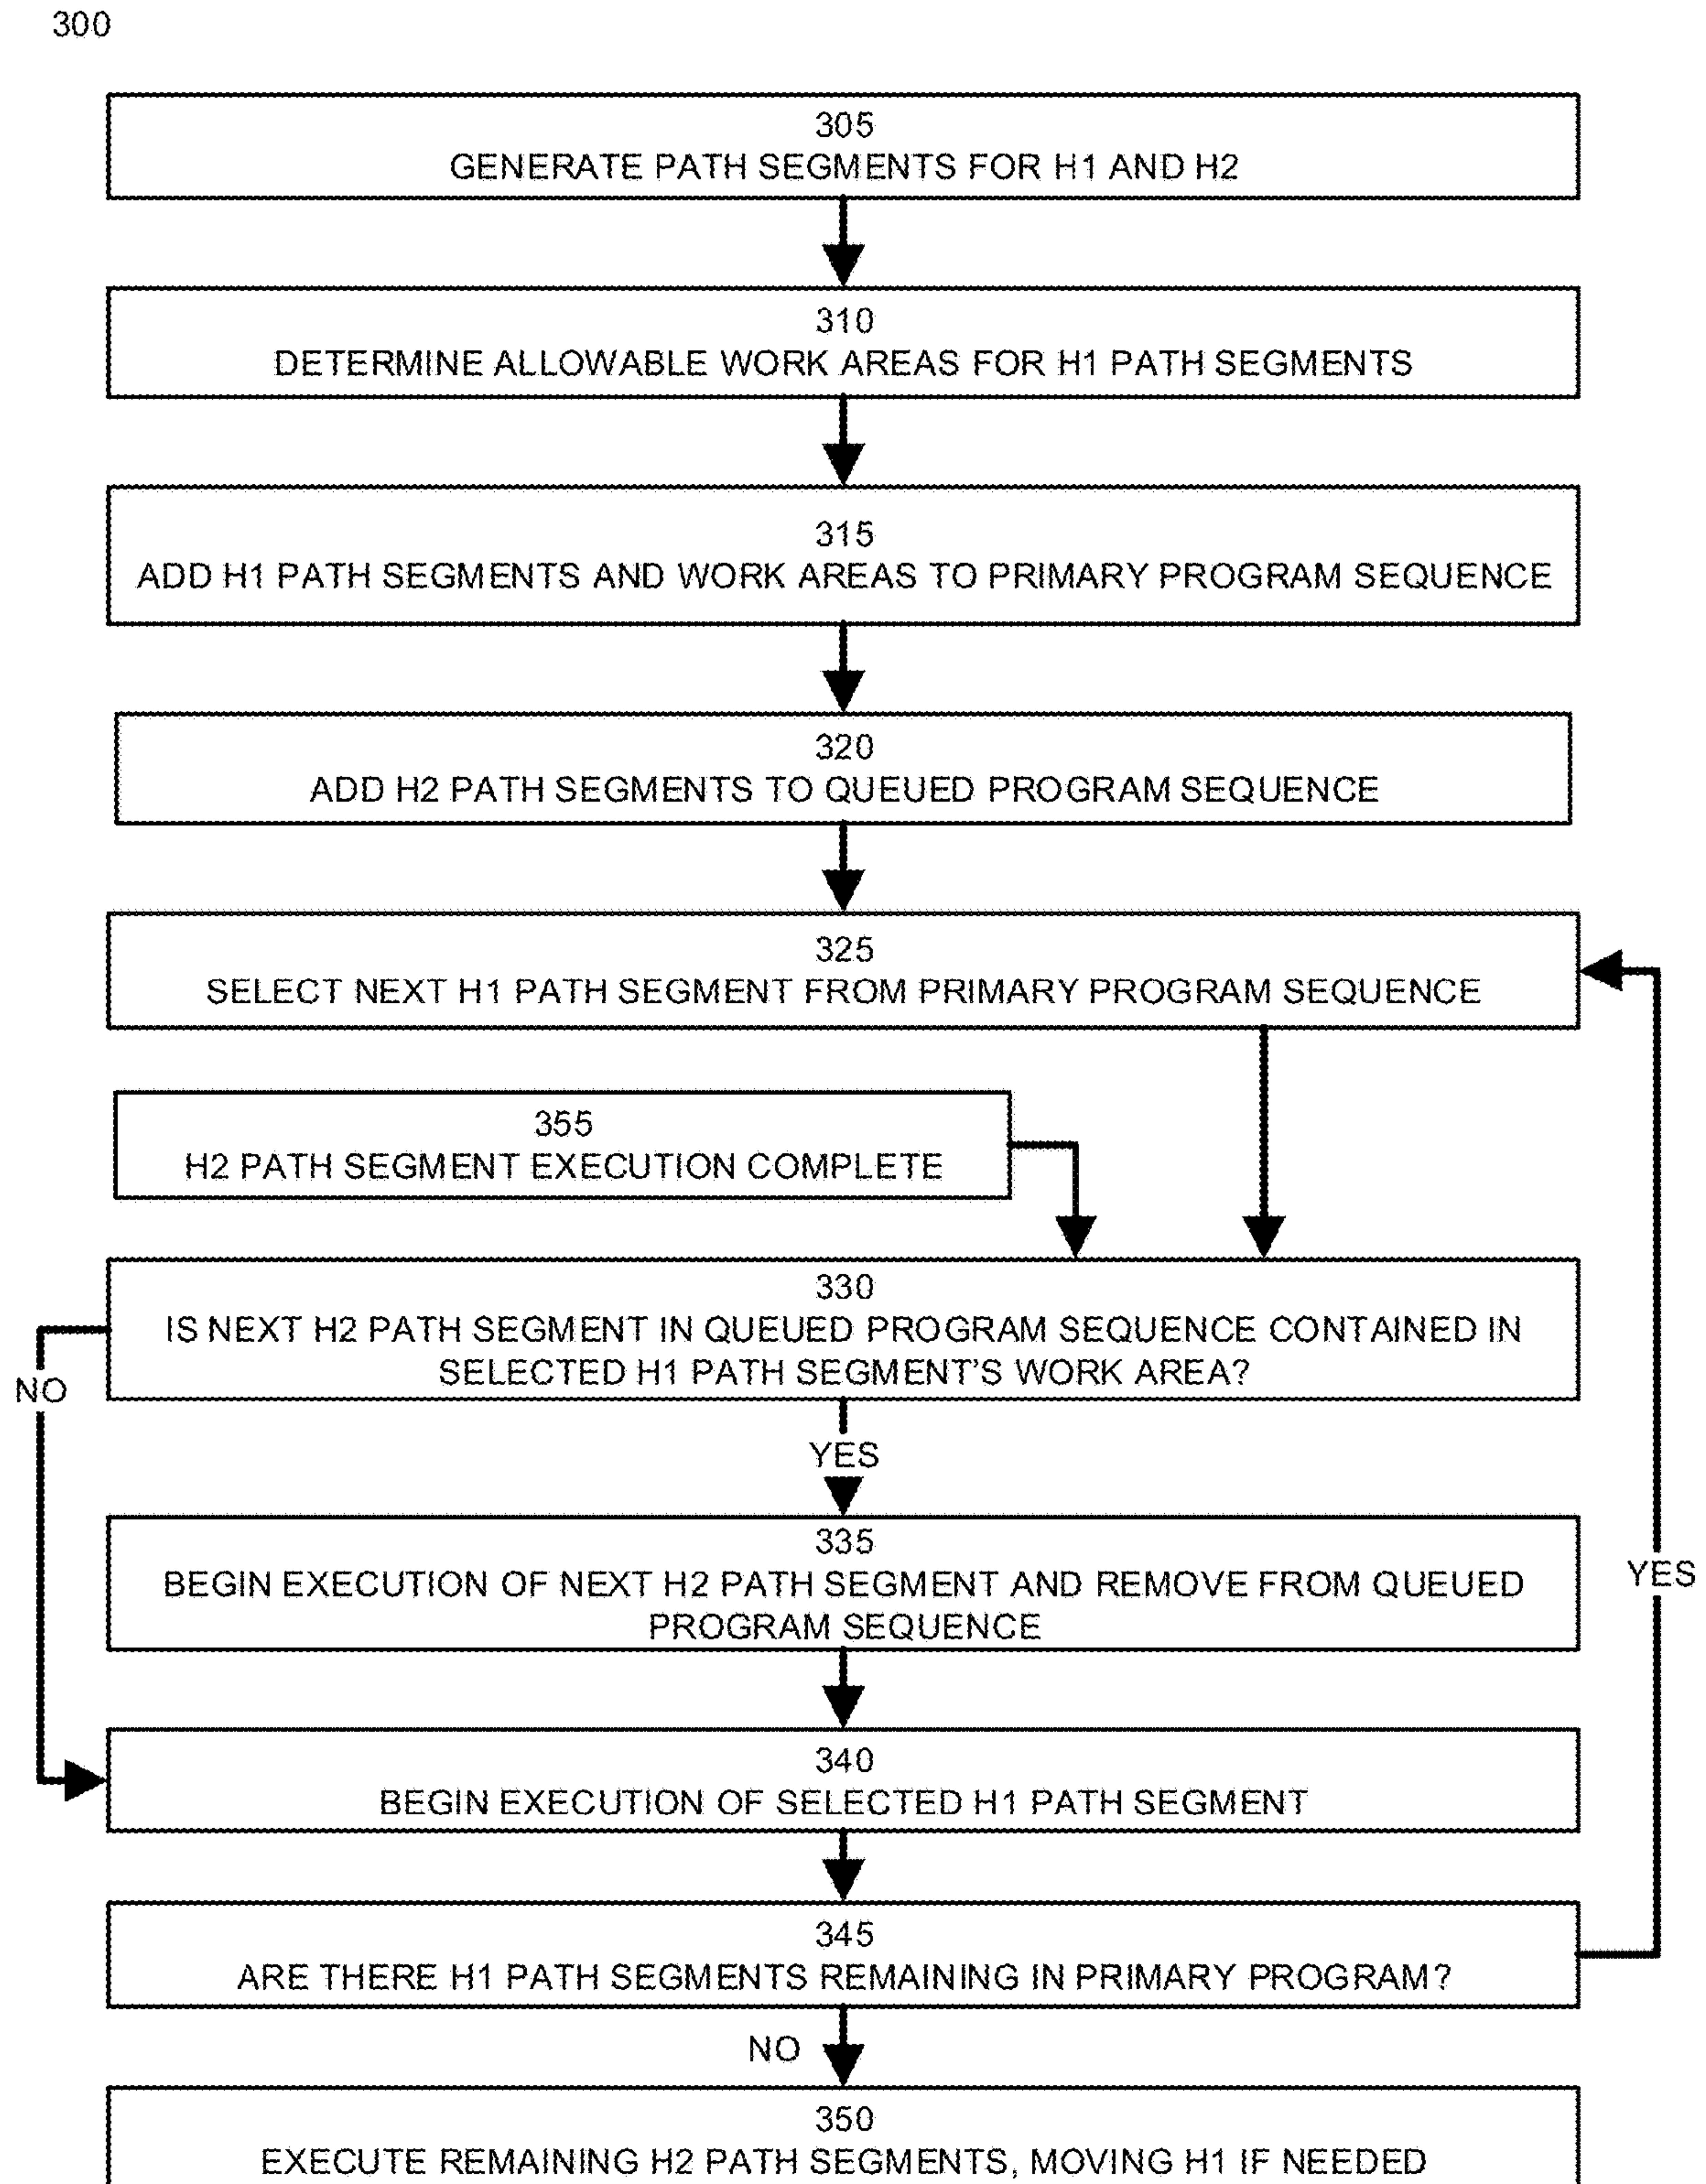 300
305
GENERATE PATH SEGMENTS FOR H1 AND H2
310
DETERMINE ALLOWABLE WORK AREAS FOR H1 PATH SEGMENTS
315
ADD H1 PATH SEGMENTS AND WORK AREAS TO PRIMARY PROGRAM SEQUENCE
320
ADD H2 PATH SEGMENTS TO QUEUED PROGRAM SEQUENCE
325
SELECT NEXT H1 PATH SEGMENT FROM PRIMARY PROGRAM SEQUENCE
355
H2 PATH SEGMENT EXECUTION COMPLETE
330
IS NEXT H2 PATH SEGMENT IN QUEUED PROGRAM SEQUENCE CONTAINED IN
SELECTED H1 PATH SEGMENT'S WORK AREA?
NO
YES
335
BEGIN EXECUTION OF NEXT H2 PATH SEGMENT AND REMOVE FROM QUEUED
PROGRAM SEQUENCE
YES
340
BEGIN EXECUTION OF SELECTED H1 PATH SEGMENT
345
ARE THERE H1 PATH SEGMENTS REMAINING IN PRIMARY PROGRAM?
NO
350
EXECUTE REMAINING H2 PATH SEGMENTS, MOVING H1 IF NEEDED